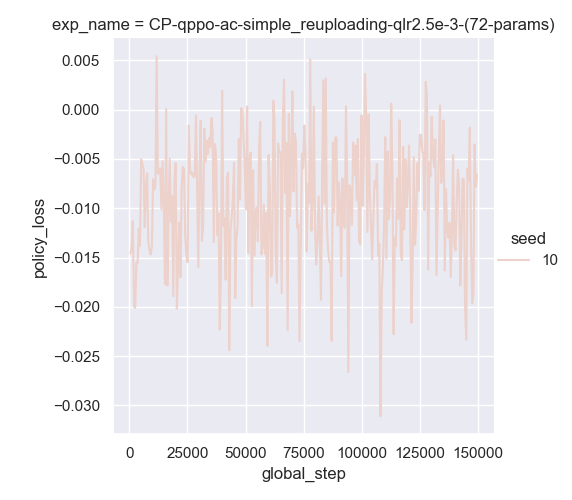 exp_name = CP-qppo-ac-simple_reuploading-qlr2.5e-3-(72-params)
0.005
0.000
−0.005
−0.010
−0.015
−0.020
−0.025
−0.030
policy_loss
0 25000 50000 75000 100000 125000 150000
global_step
seed
10